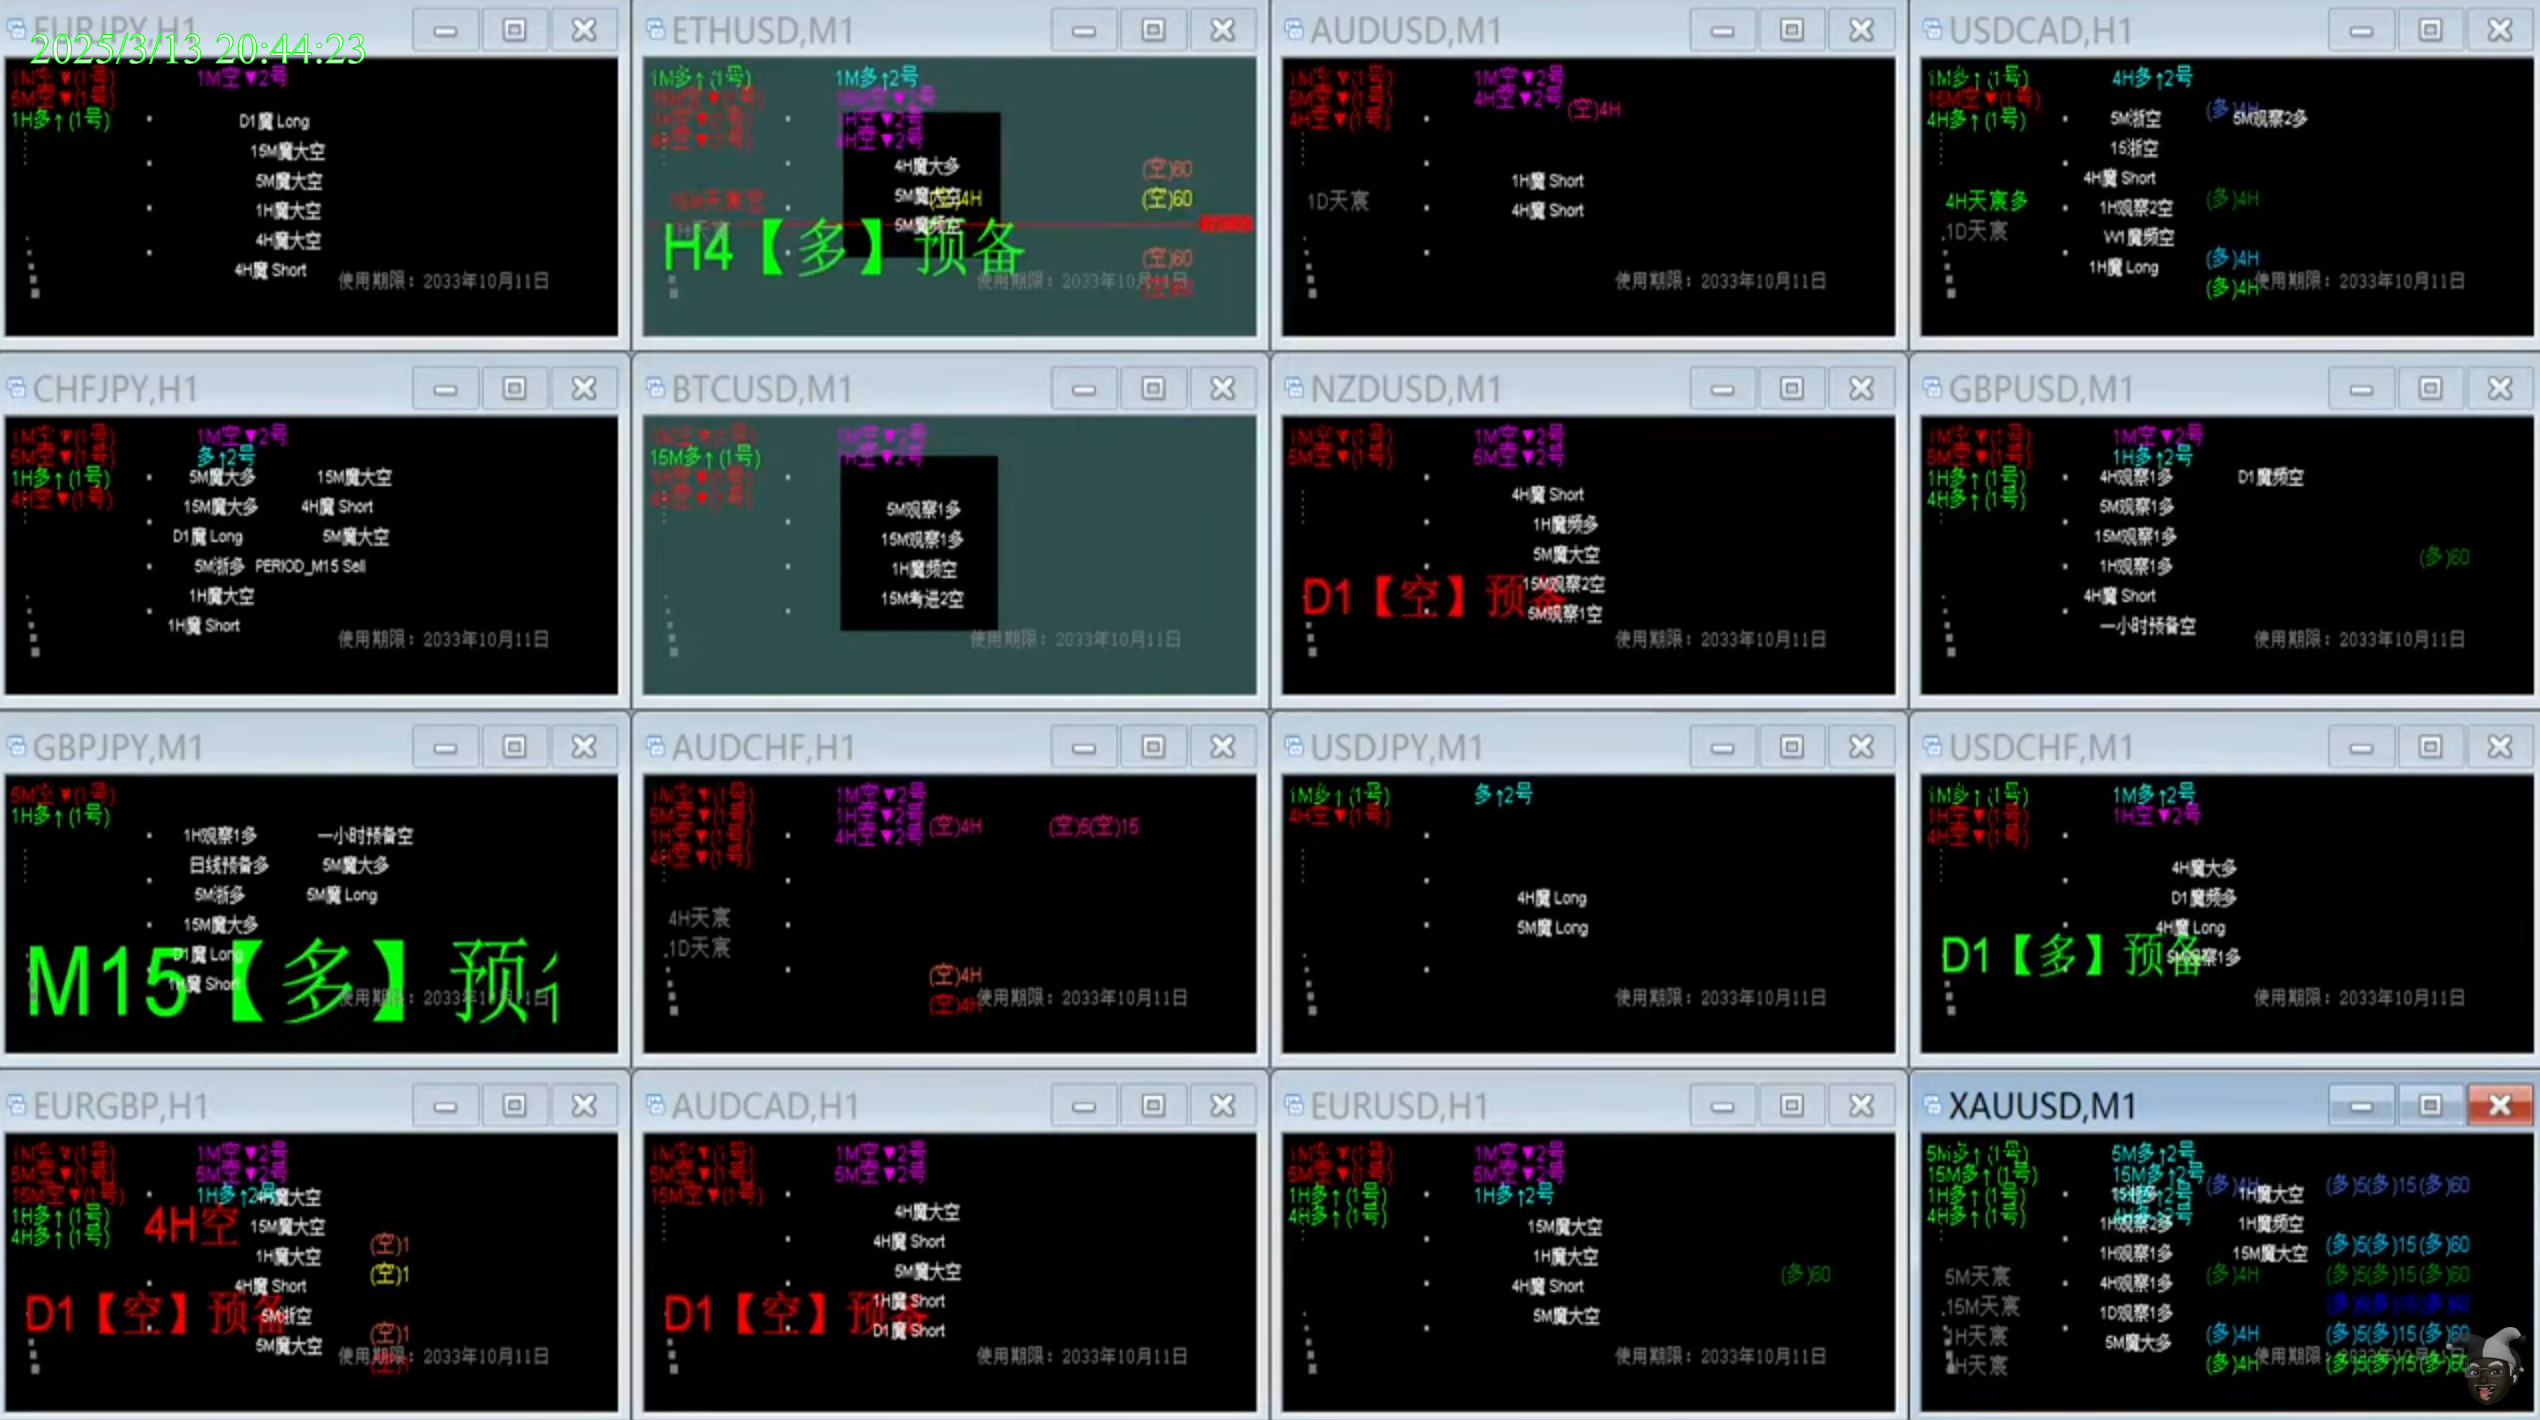 EURJPY,H1
2025/3/13 20:44:23
1M空▼(1号) 1M空▼2号
5M空▼(1号)
1H多↑(1号)
D1魔 Long
15M魔大空
5M魔大空
1H魔大空
4H魔大空
4H魔 Short
使用期限：2033年10月11日
ETHUSD,M1
1M多↑(1号) 1M多↑2号
15M空▼(1号)
1H空▼(1号) 1H空▼2号
4H空▼(1号) 4H空▼2号
4H魔大多 (空)60
5M魔大空 4H (空)60
5M魔频空
15M天宸空
H4【多】预备
(空)60
使用期限：2033年10月11日
AUDUSD,M1
1M空▼(1号) 1M空▼2号
5M空▼(1号) 4H空▼2号 (空)4H
4H空▼(1号)
1H魔 Short
1D天宸 4H魔 Short
使用期限：2033年10月11日
USDCAD,H1
1M多↑(1号) 4H多↑2号
15M空▼(1号) (多)4H
4H多↑(1号) 5M浙空 5M观察2多
15浙空
4H魔 Short
4H天宸多 1H观察2空 (多)4H
1D天宸 W1魔频空
1H魔 Long (多)4H
(多)4H 使用期限：2033年10月11日
CHFJPY,H1
1M空▼(1号) 1M空▼2号
5M空▼(1号) 多↑2号
1H多↑(1号) 5M魔大多 15M魔大空
4H空▼(1号) 15M魔大多 4H魔 Short
D1魔 Long 5M魔大空
5M浙多 PERIOD_M15 Sell
1H魔大空
1H魔 Short
使用期限：2033年10月11日
BTCUSD,M1
1M空▼(1号) 1M空▼2号
15M多↑(1号) 1H空▼2号
1H空▼(1号)
4H空▼(1号)
5M观察1多
15M观察1多
1H魔频空
15M考进2空
使用期限：2033年10月11日
NZDUSD,M1
1M空▼(1号) 1M空▼2号
5M空▼(1号) 5M空▼2号
4H魔 Short
1H魔频多
5M魔大空
15M观察2空
D1【空】预备
5M观察1空
使用期限：2033年10月11日
GBPUSD,M1
1M空▼(1号) 1M空▼2号
5M空▼(1号) 1H多↑2号
1H多↑(1号) 4H观察1多 D1魔频空
4H多↑(1号) 5M观察1多
15M观察1多
1H观察1多 (多)60
4H魔 Short
一小时预备空
使用期限：2033年10月11日
GBPJPY,M1
5M空▼(1号)
1H多↑(1号)
1H观察1多 一小时预备空
日线预备多 5M魔大多
5M浙多 5M魔 Long
15M魔大多
D1魔 Long
M15【多】预
1H魔 Short
使用期限：2033年10月11日
AUDCHF,H1
1M空▼(1号) 1M空▼2号
5M空▼(1号) 1H空▼2号
1H空▼(1号) 4H空▼2号 (空)4H (空)5(空)15
4H空▼(1号)
4H天宸
1D天宸
(空)4H
(空)4H 使用期限：2033年10月11日
USDJPY,M1
1M多↑(1号) 多↑2号
4H空▼(1号)
4H魔 Long
5M魔 Long
使用期限：2033年10月11日
USDCHF,M1
1M多↑(1号) 1M多↑2号
1H空▼(1号) 1H空▼2号
4H空▼(1号)
4H魔大多
D1魔频多
4H魔 Long
D1【多】预备
5M观察1多
使用期限：2033年10月11日
EURGBP,H1
1M空▼(1号) 1M空▼2号
5M空▼(1号) 5M空▼2号
15M空▼(1号) 1H多↑2号 4H魔大空
1H多↑(1号) 4H空 15M魔大空
4H多↑(1号) (空)1
1H魔大空 (空)1
4H魔 Short
D1【空】预备
5M浙空
(空)1
5M魔大空
使用期限：2033年10月11日
AUDCAD,H1
1M空▼(1号) 1M空▼2号
5M空▼(1号) 5M空▼2号
15M空▼(1号)
4H魔大空
4H魔 Short
5M魔大空
1H魔 Short
D1【空】预备
D1魔 Short
使用期限：2033年10月11日
EURUSD,H1
1M空▼(1号) 1M空▼2号
5M空▼(1号) 5M空▼2号
1H多↑(1号) 1H多↑2号
4H多↑(1号) 15M魔大空
1H魔大空
4H魔 Short (多)60
5M魔大空
使用期限：2033年10月11日
XAUUSD,M1
5M多↑(1号) 5M多↑2号
15M多↑(1号) 15M多↑2号 (多)4H (多)5(多)15(多)60
1H多↑(1号) 1H魔大空
4H多↑(1号) 1H观察2多 1H魔频空
1H观察1多 15M魔大空 (多)5(多)15(多)60
5M天宸 4H观察1多 (多)4H (多)5(多)15(多)60
15M天宸 1D观察1多
1H天宸 5M魔大多 (多)4H (多)5(多)15(多)60
4H天宸 (多)4H 使用期限： (多)5(多)15(多)60